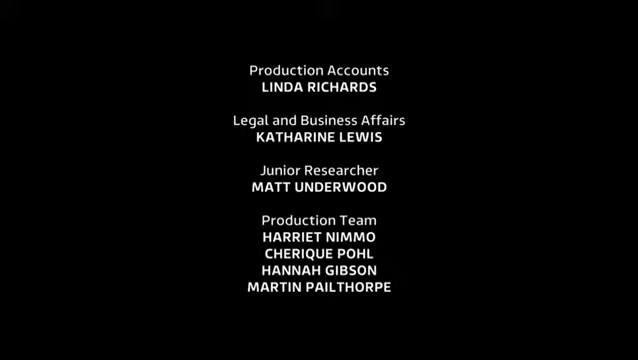 Production Accounts
LINDA RICHARDS
Legal and Business Affairs
KATHARINE LEWIS
Junior Researcher
MATT UNDERWOOD
Production Team
HARRIET NIMMO
CHERIQUE POHL
HANNAH GIBSON
MARTIN PAILTHORPE